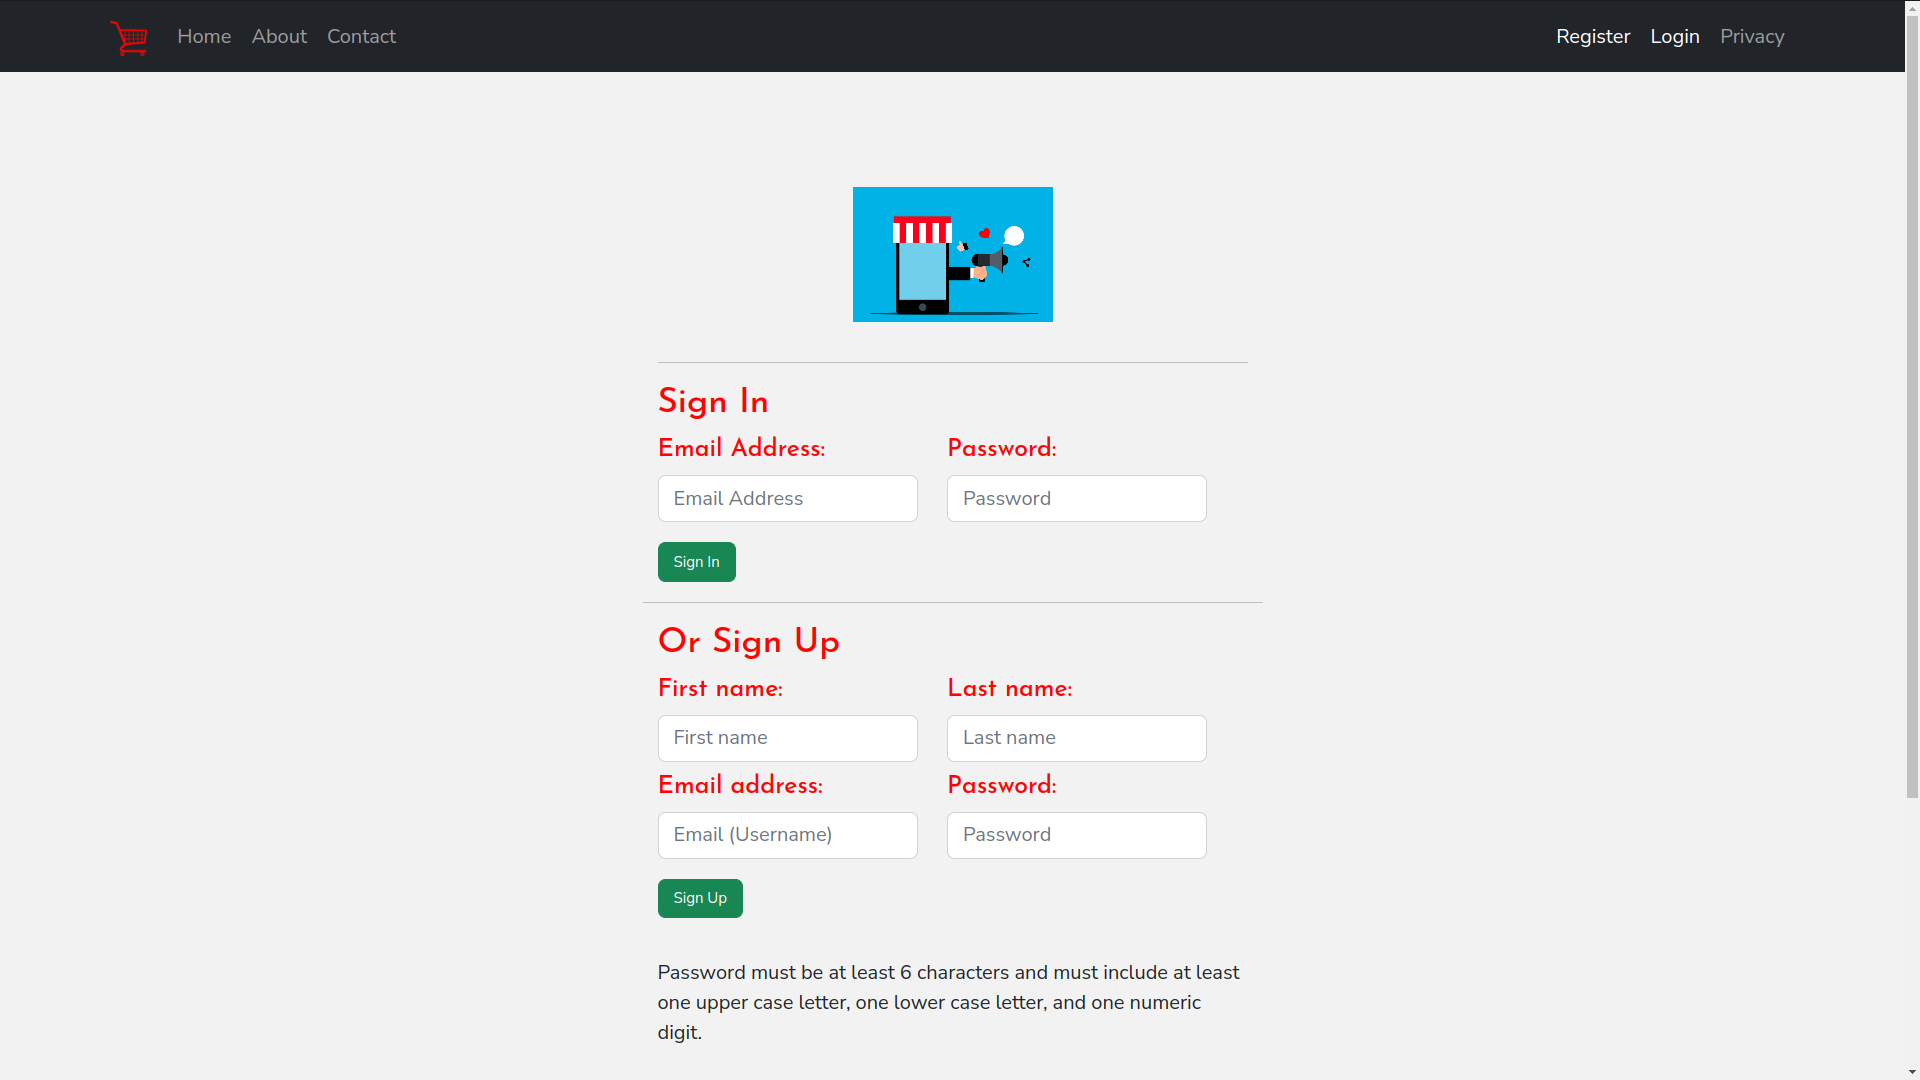 Home About Contact Register Login Privacy
Sign In
Email Address: Password:
Email Address Password
Sign In
Or Sign Up
First name: Last name:
First name Last name
Email address: Password:
Email (Username) Password
Sign Up
Password must be at least 6 characters and must include at least
one upper case letter, one lower case letter, and one numeric
digit.